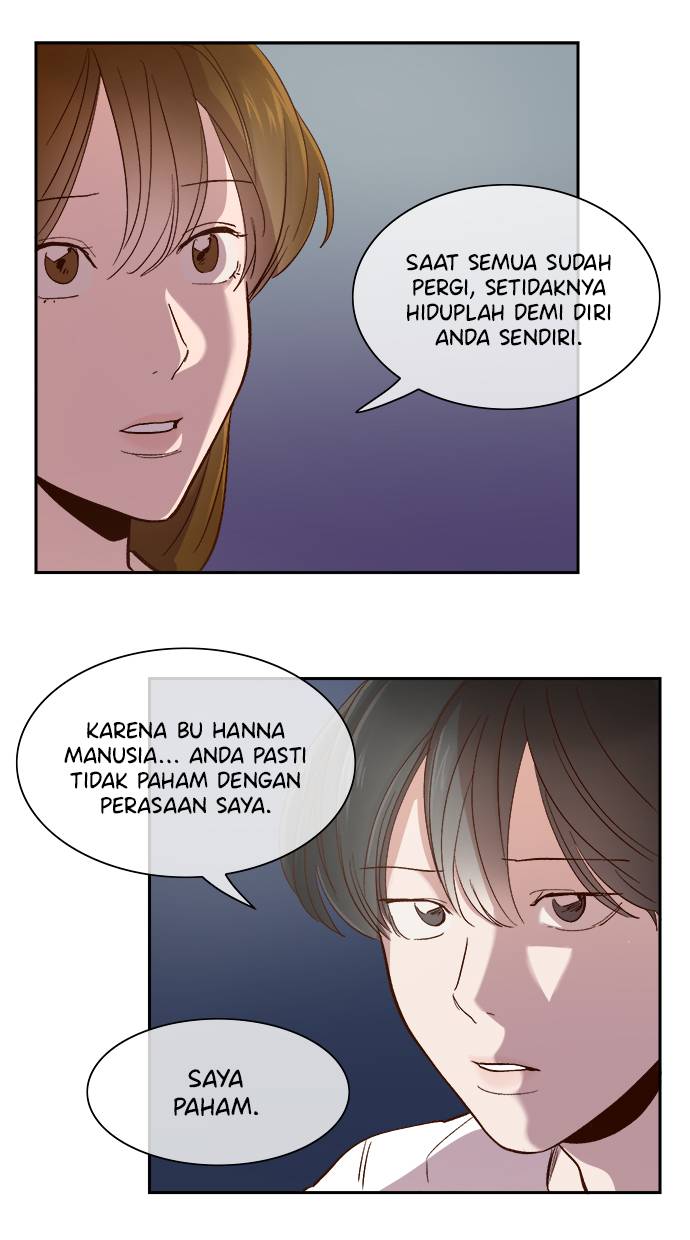 SAAT SEMUA SUDAH
PERGI, SETIDAKNYA
HIDUPLAH DEMI DIRI
ANDA SENDIRI.
KARENA BU HANNA
MANUSIA... ANDA PASTI
TIDAK PAHAM DENGAN
PERASAAN SAYA.
SAYA
PAHAM.